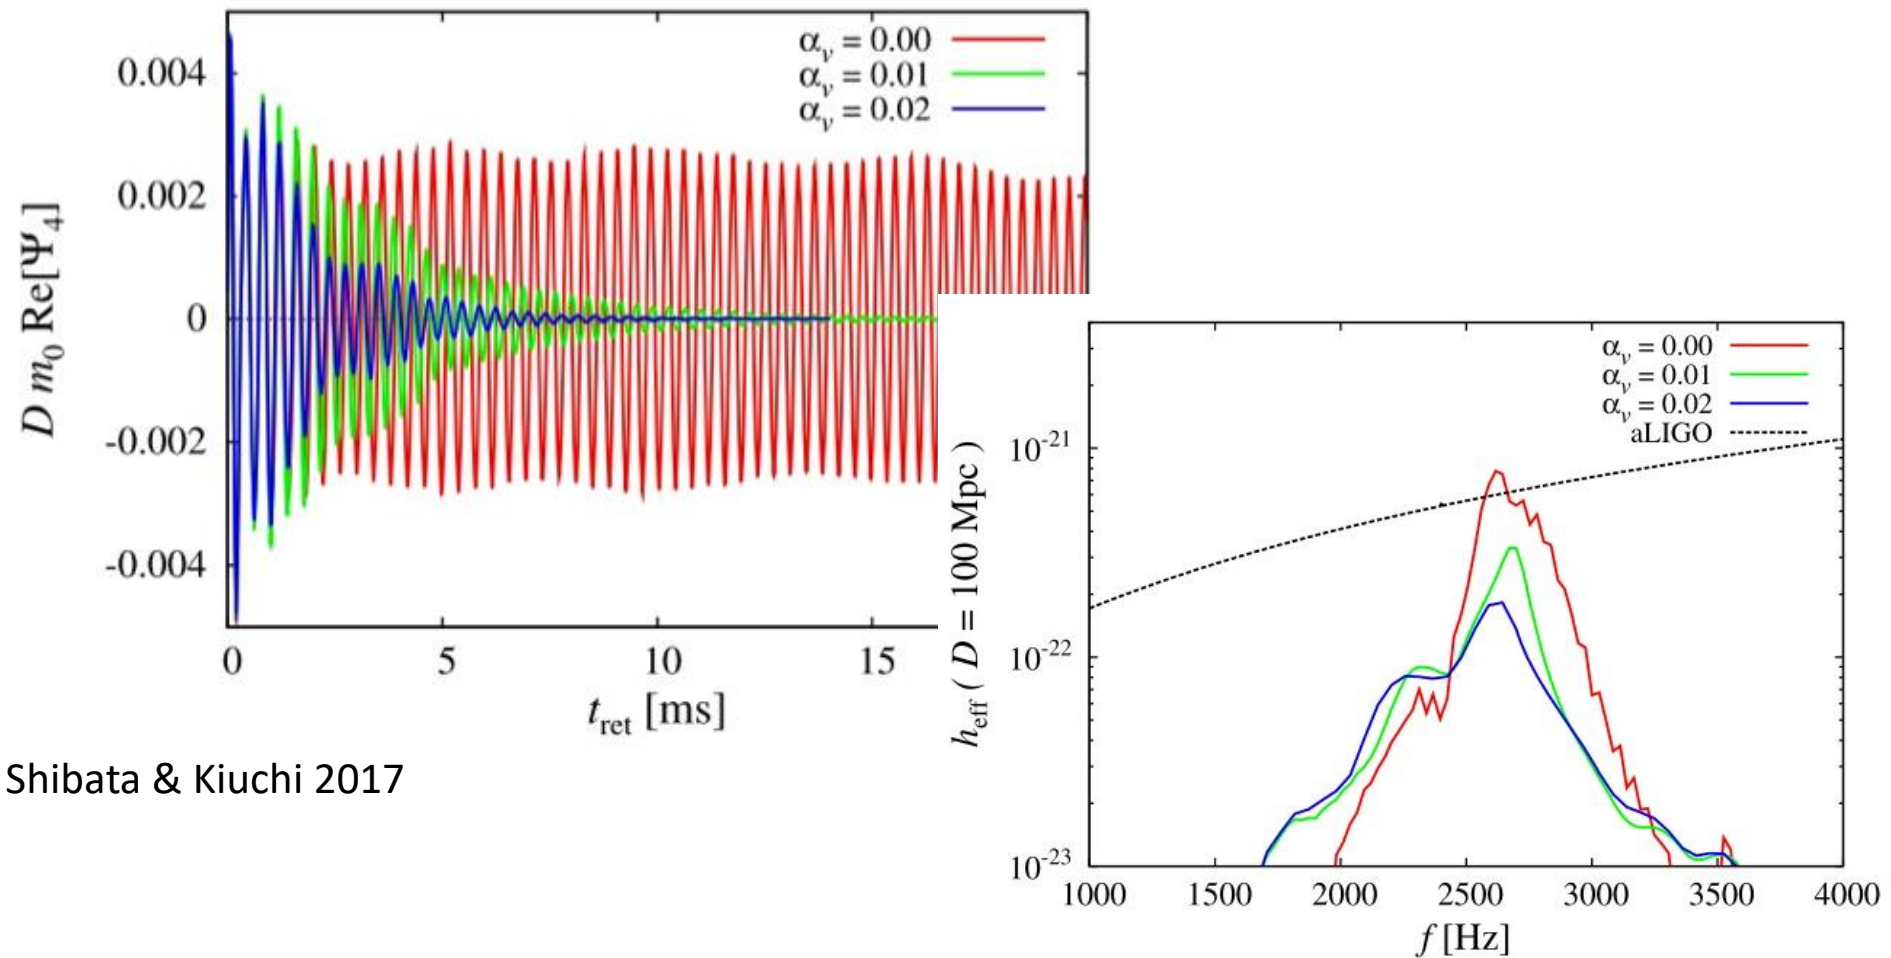 α_ν = 0.00
α_ν = 0.01
α_ν = 0.02
0.004
0.002
0
-0.002
-0.004
D m_0 Re[Ψ_4]
0 5 10 15
t_ret [ms]
Shibata & Kiuchi 2017
α_ν = 0.00
α_ν = 0.01
α_ν = 0.02
aLIGO
10^-21
10^-22
10^-23
h_eff ( D = 100 Mpc )
1000 1500 2000 2500 3000 3500 4000
f [Hz]